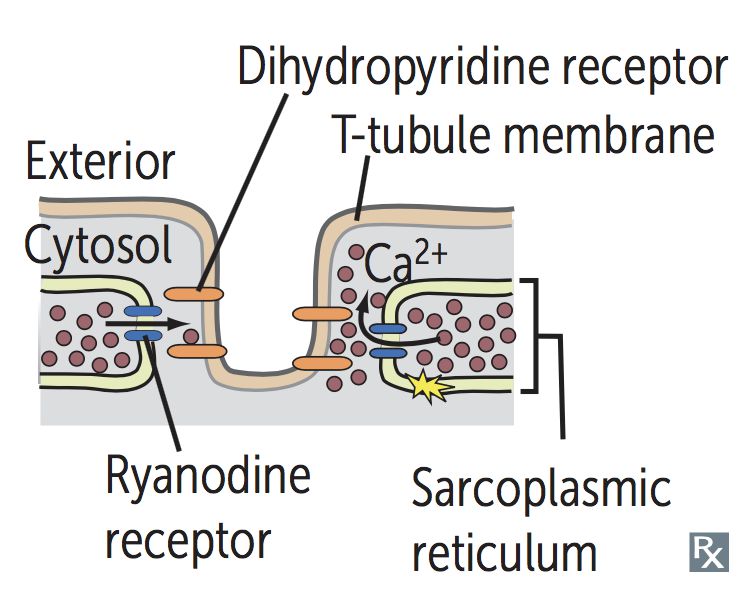 Dihydropyridine receptor
T-tubule membrane
Exterior
Cytosol
Ca²⁺
Ryanodine
receptor
Sarcoplasmic
reticulum
Rx